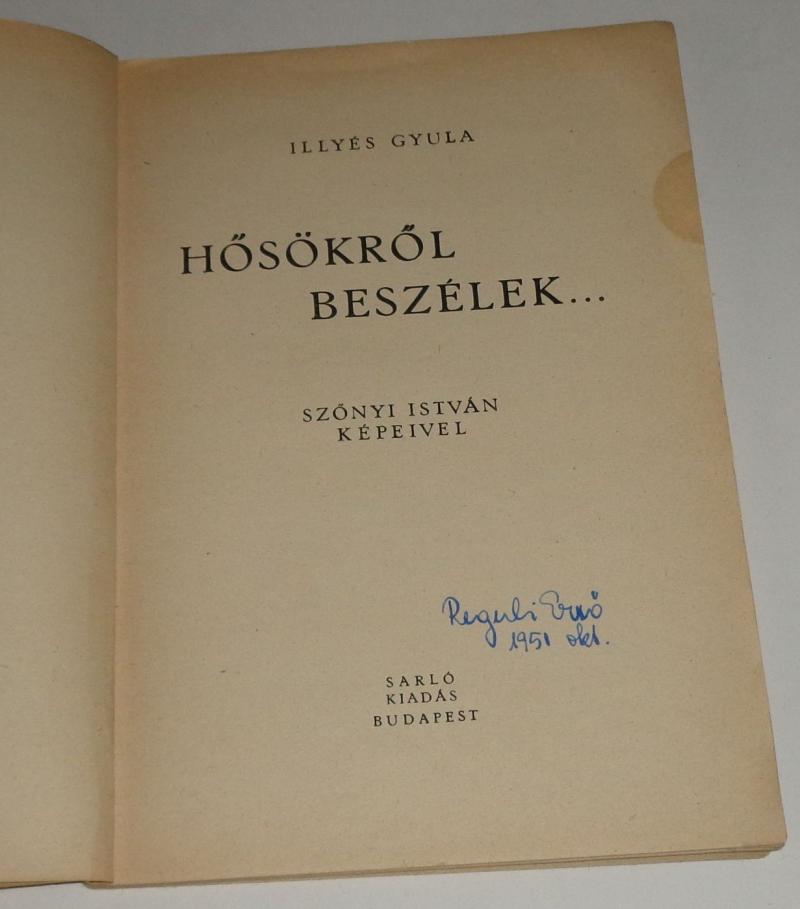 ILLYÉS GYULA
HŐSÖKRŐL
BESZÉLEK...
SZŐNYI ISTVÁN
KÉPEIVEL
Reguli Ernő
1951 okt.
SARLÓ
KIADÁS
BUDAPEST